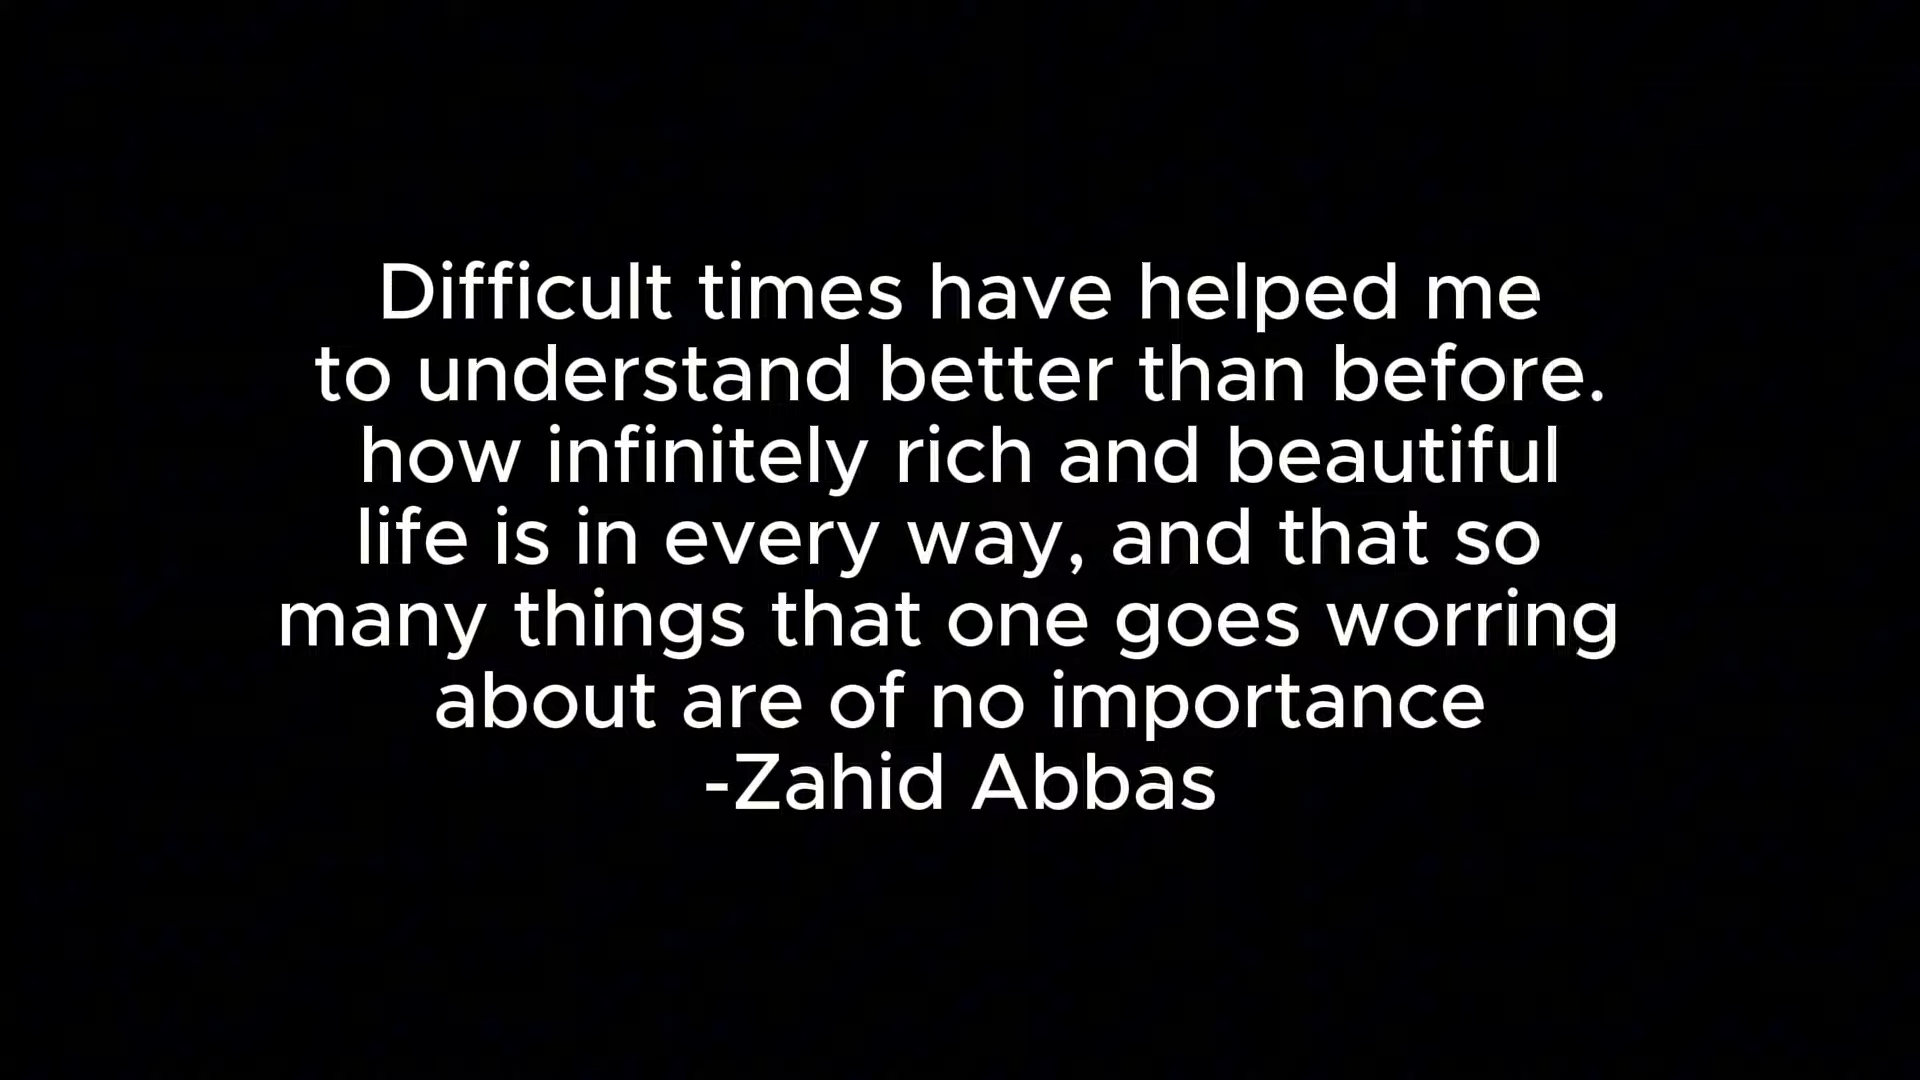 Difficult times have helped me
to understand better than before.
how infinitely rich and beautiful
life is in every way, and that so
many things that one goes worring
about are of no importance
-Zahid Abbas